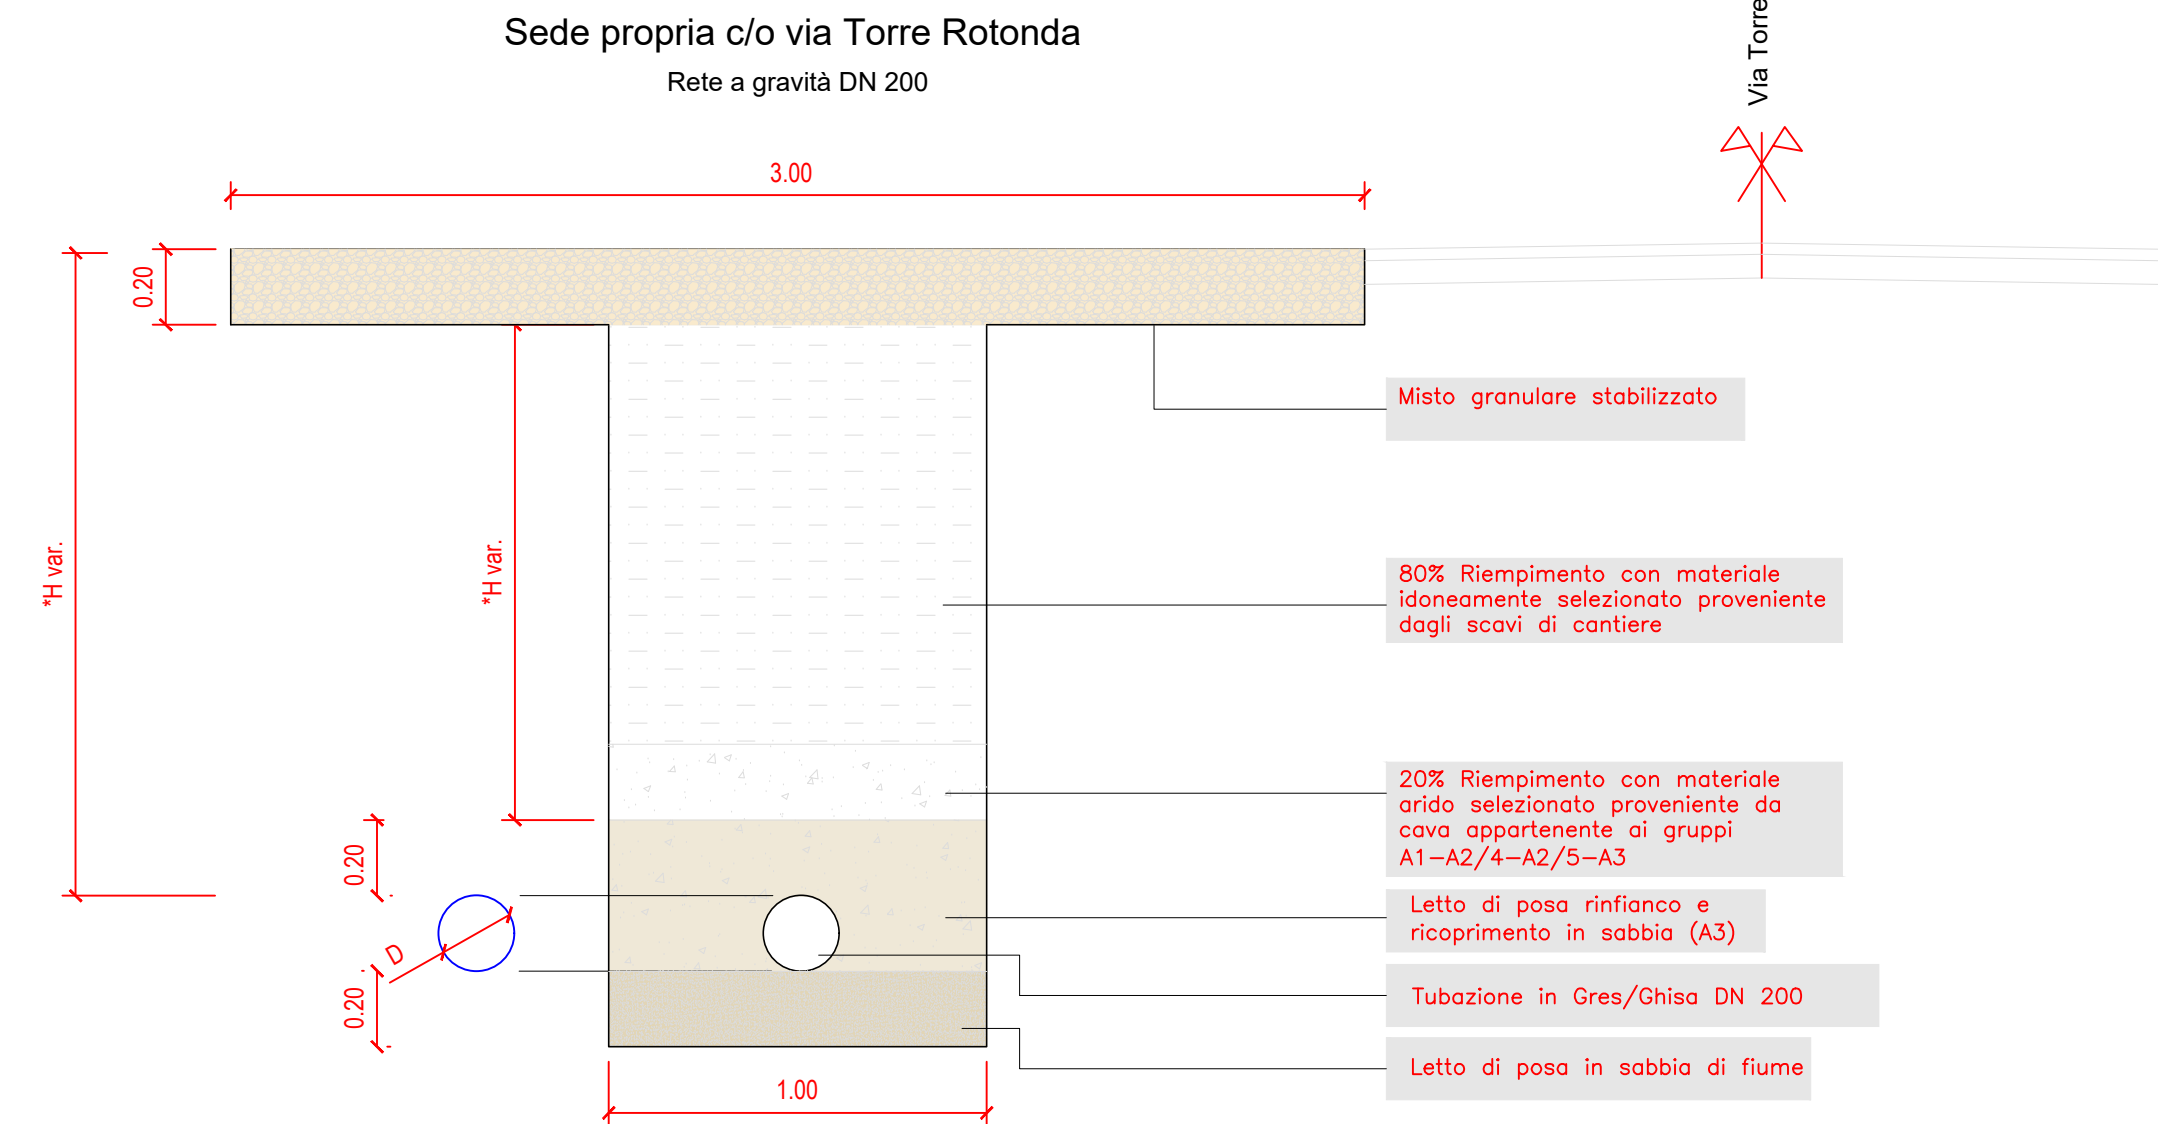 Sede propria c/o via Torre Rotonda
Rete a gravità DN 200
Via Torre
3.00
0.20
*H var.
*H var.
Misto granulare stabilizzato
80% Riempimento con materiale
idoneamente selezionato proveniente
dagli scavi di cantiere
20% Riempimento con materiale
arido selezionato proveniente da
cava appartenente ai gruppi
A1-A2/4-A2/5-A3
0.20
Letto di posa rinfianco e
ricoprimento in sabbia (A3)
D
Tubazione in Gres/Ghisa DN 200
0.20
Letto di posa in sabbia di fiume
1.00